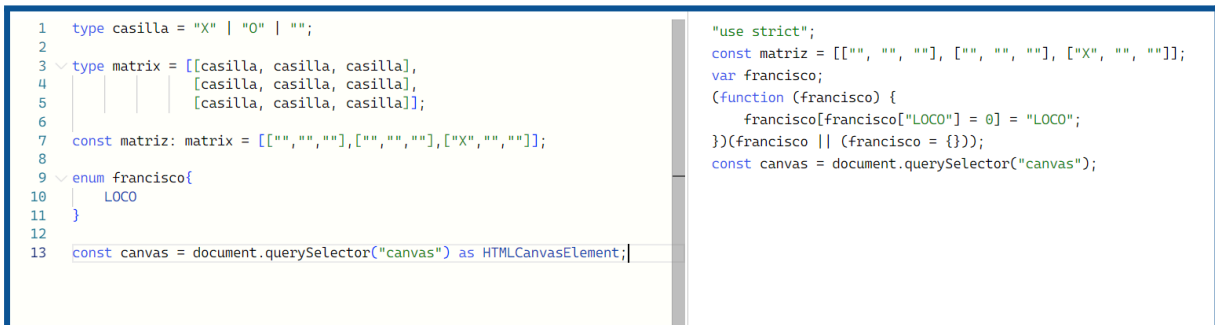 1 type casilla = "X" | "O" | "";
2
3 type matrix = [[casilla, casilla, casilla],
4 [casilla, casilla, casilla],
5 [casilla, casilla, casilla]];
6
7 const matriz: matrix = [["","",""],["","",""],["X","",""]];
8
9 enum francisco{
10 LOCO
11 }
12
13 const canvas = document.querySelector("canvas") as HTMLCanvasElement;
"use strict";
const matriz = [["", "", ""], ["", "", ""], ["X", "", ""]];
var francisco;
(function (francisco) {
francisco[francisco["LOCO"] = 0] = "LOCO";
})(francisco || (francisco = {}));
const canvas = document.querySelector("canvas");